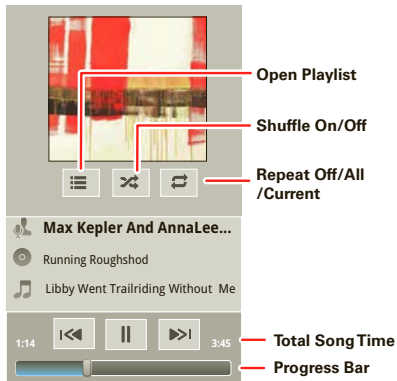 Open Playlist
Shuffle On/Off
Repeat Off/All
/Current
Max Kepler And AnnaLee...
Running Roughshod
Libby Went Trailriding Without Me
1:14
3:45
Total Song Time
Progress Bar